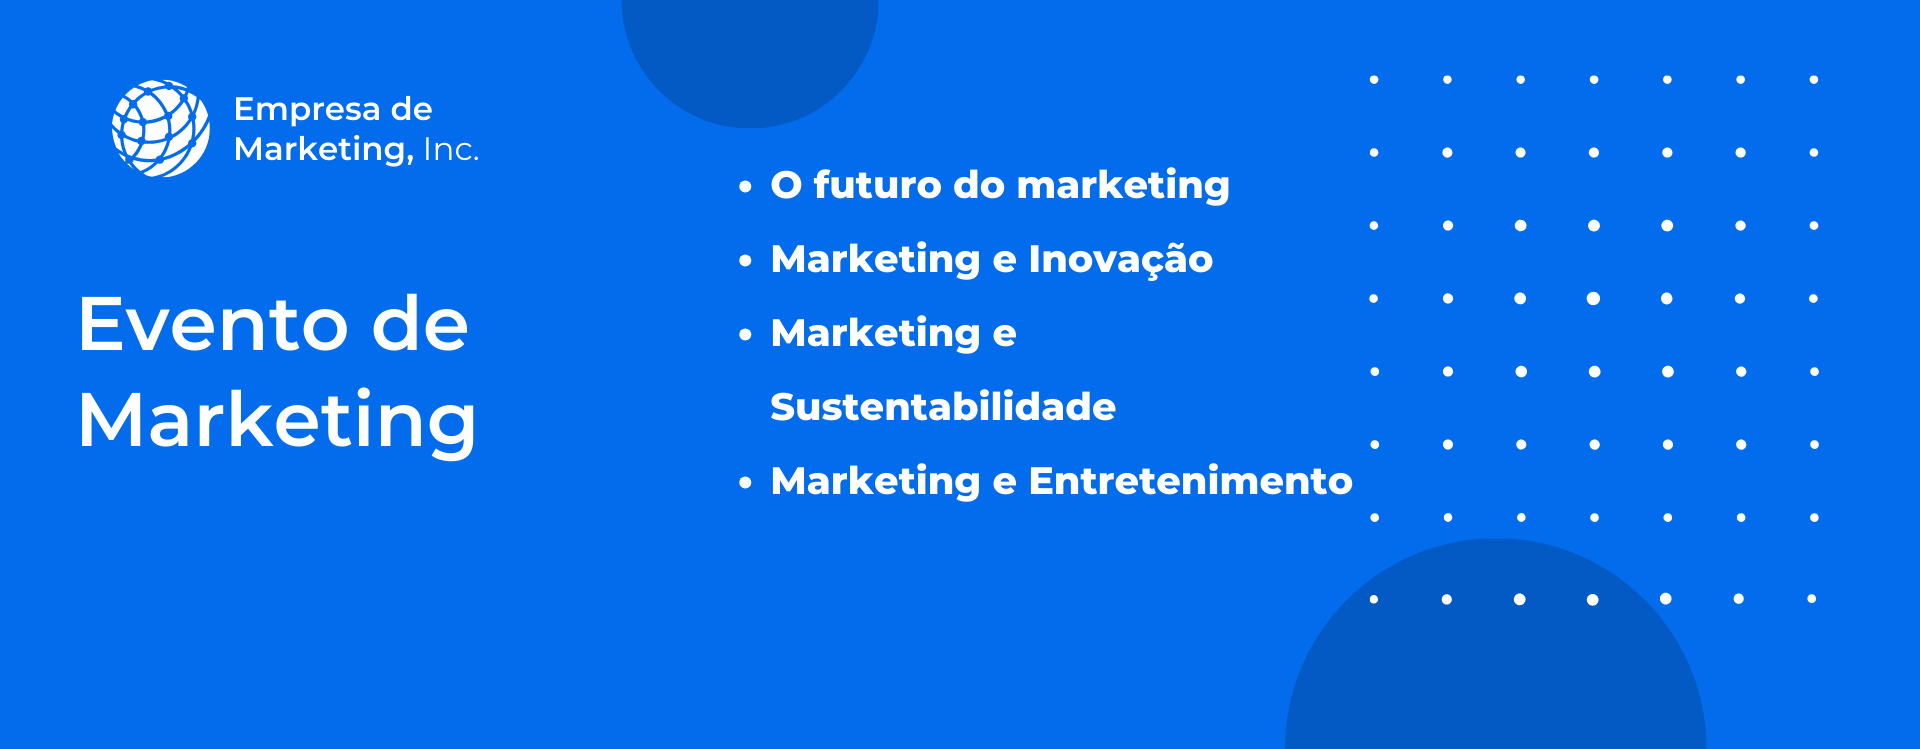 Empresa de
Marketing, Inc.
Evento de
Marketing
• O futuro do marketing
• Marketing e Inovação
• Marketing e
Sustentabilidade
• Marketing e Entretenimento